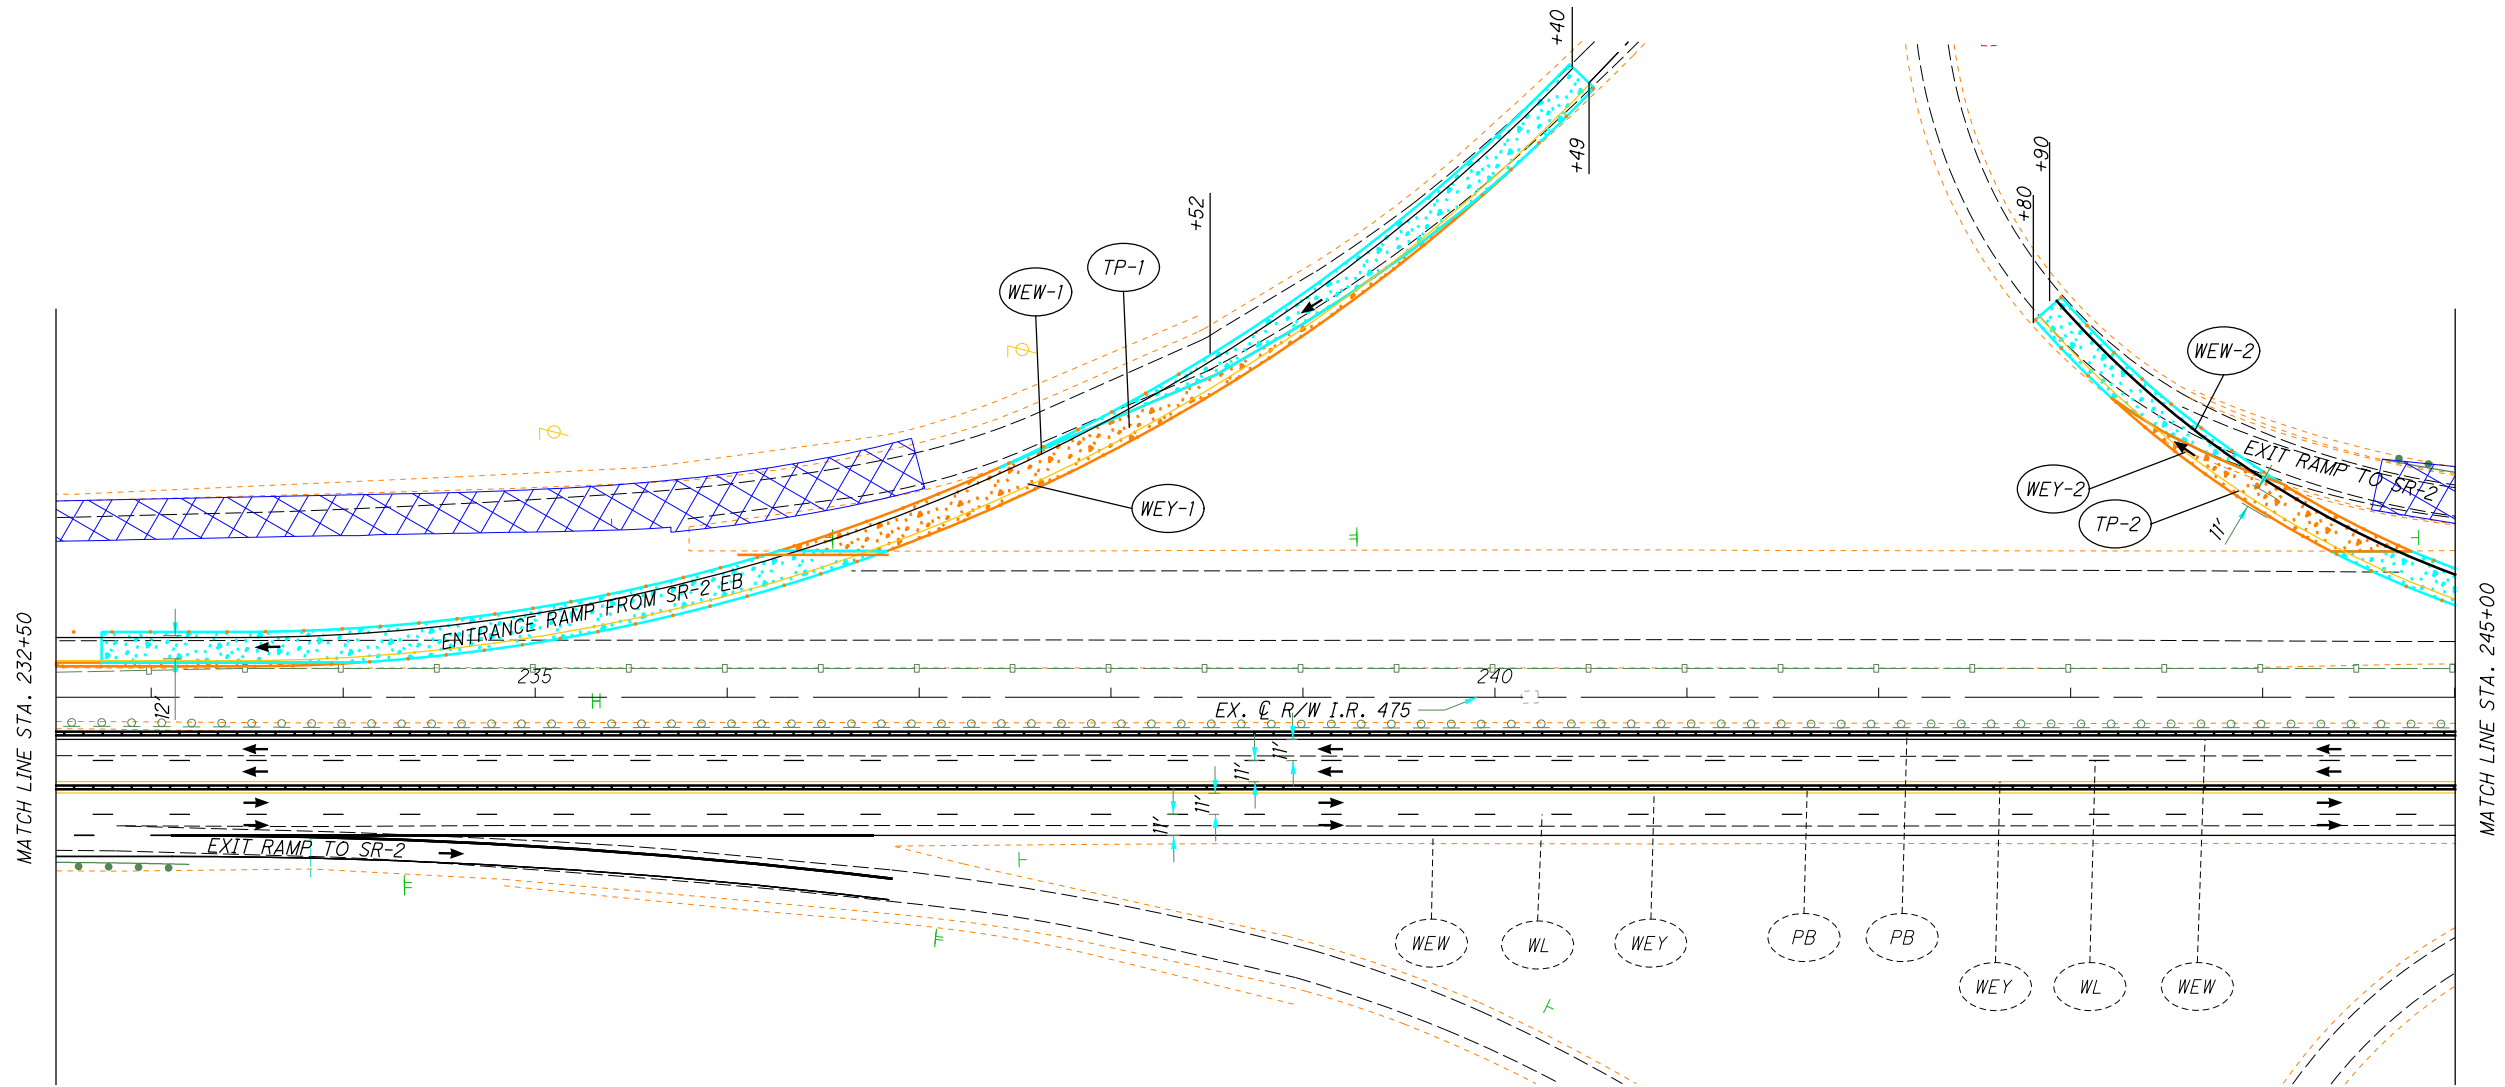 +40
+49
+90
+80
+52
TP-1
WEW-1
WEW-2
EXIT RAMP TO SR-2
WEY-2
WEY-1
TP-2
11'
ENTRANCE RAMP FROM SR-2 EB
MATCH LINE STA. 232+50
MATCH LINE STA. 245+00
235
240
12'
EX. ℄ R/W I.R. 475
11'
11'
11'
11'
EXIT RAMP TO SR-2
WEW
WL
WEY
PB
PB
WEY
WL
WEW